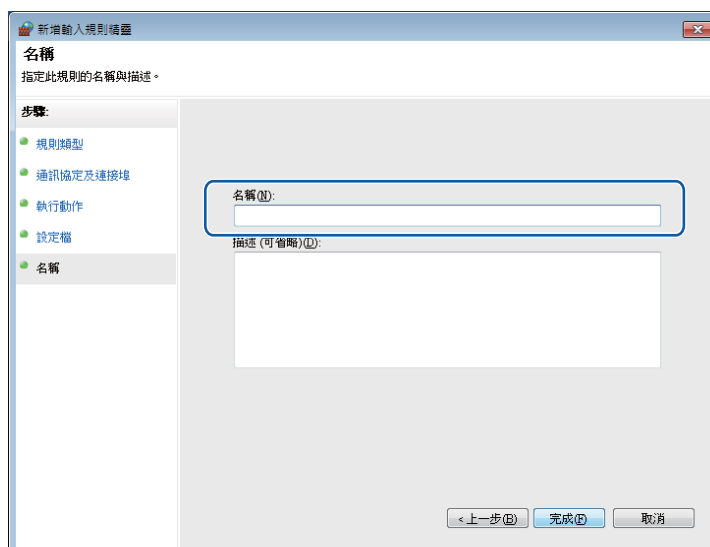 新增輸入規則精靈
名稱
指定此規則的名稱與描述。
步驟:
規則類型
通訊協定及連接埠
執行動作
設定檔
名稱
名稱(N):
描述 (可省略)(D):
<上一步(B)
完成(F)
取消